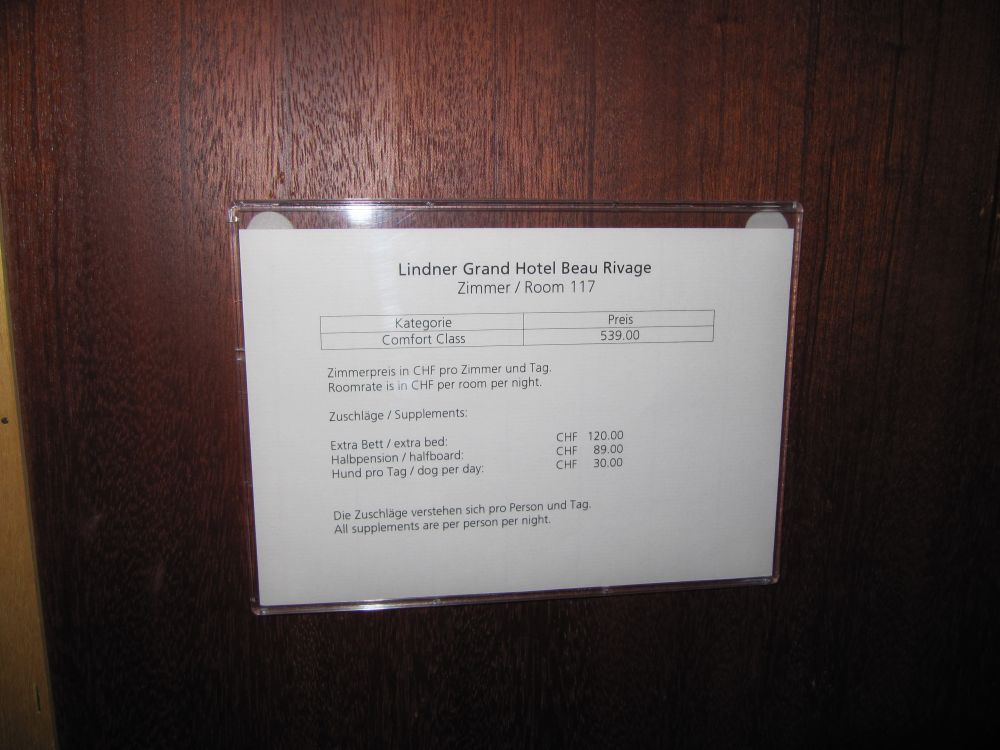 Lindner Grand Hotel Beau Rivage
Zimmer / Room 117
Kategorie Preis
Comfort Class 539.00
Zimmerpreis in CHF pro Zimmer und Tag.
Roomrate is in CHF per room per night.
Zuschläge / Supplements:
Extra Bett / extra bed: CHF 120.00
Halbpension / halfboard: CHF 89.00
Hund pro Tag / dog per day: CHF 30.00
Die Zuschläge verstehen sich pro Person und Tag.
All supplements are per person per night.